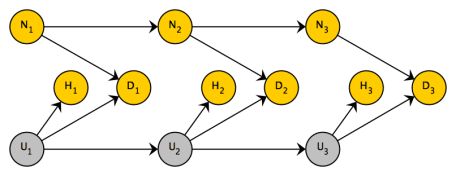 N₁ N₂ N₃
H₁ D₁ H₂ D₂ H₃ D₃
U₁ U₂ U₃